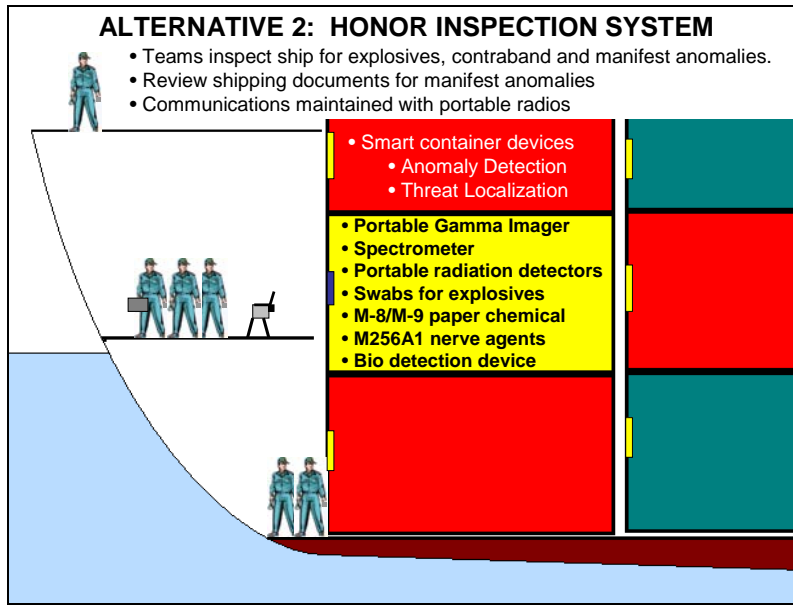 ALTERNATIVE 2: HONOR INSPECTION SYSTEM
• Teams inspect ship for explosives, contraband and manifest anomalies.
• Review shipping documents for manifest anomalies
• Communications maintained with portable radios
• Smart container devices
• Anomaly Detection
• Threat Localization
• Portable Gamma Imager
• Spectrometer
• Portable radiation detectors
• Swabs for explosives
• M-8/M-9 paper chemical
• M256A1 nerve agents
• Bio detection device